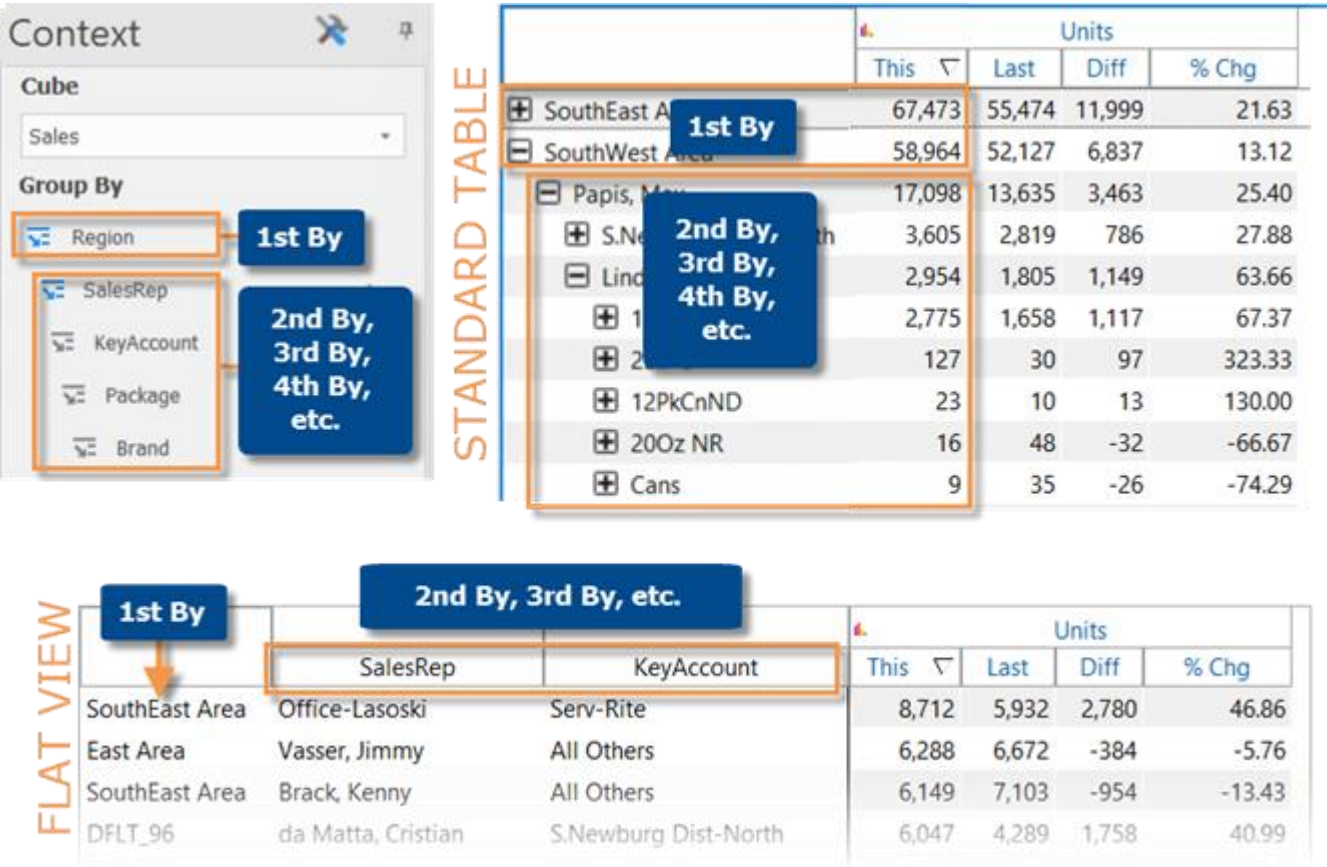 Context
Cube
Sales
Group By
Region
1st By
SalesRep
KeyAccount
Package
Brand
2nd By,
3rd By,
4th By,
etc.
STANDARD TABLE
Units
This Last Diff % Chg
SouthEast A 67,473 55,474 11,999 21.63
1st By
SouthWest Area 58,964 52,127 6,837 13.12
Papis, 17,098 13,635 3,463 25.40
S.Ne th 3,605 2,819 786 27.88
2nd By,
3rd By,
4th By,
etc.
Lind 2,954 1,805 1,149 63.66
1 2,775 1,658 1,117 67.37
2 127 30 97 323.33
12PkCnND 23 10 13 130.00
20Oz NR 16 48 -32 -66.67
Cans 9 35 -26 -74.29
FLAT VIEW
1st By
2nd By, 3rd By, etc.
Units
SalesRep KeyAccount This Last Diff % Chg
SouthEast Area Office-Lasoski Serv-Rite 8,712 5,932 2,780 46.86
East Area Vasser, Jimmy All Others 6,288 6,672 -384 -5.76
SouthEast Area Brack, Kenny All Others 6,149 7,103 -954 -13.43
DFLT_96 da Matta, Cristian S.Newburg Dist-North 6,047 4,289 1,758 40.99